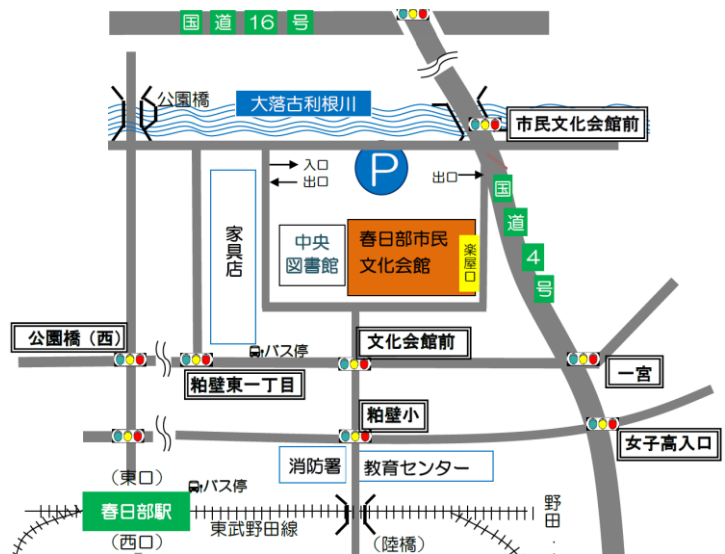 国道16号
公園橋
大落古利根川
市民文化会館前
入口
出口
P
出口
国道4号
家具店
中央
図書館
春日部市民
文化会館
楽屋口
公園橋（西）
バス停
文化会館前
一宮
粕壁東一丁目
粕壁小
女子高入口
消防署
教育センター
（東口）
バス停
春日部駅
東武野田線
野田・
（西口）
（陸橋）